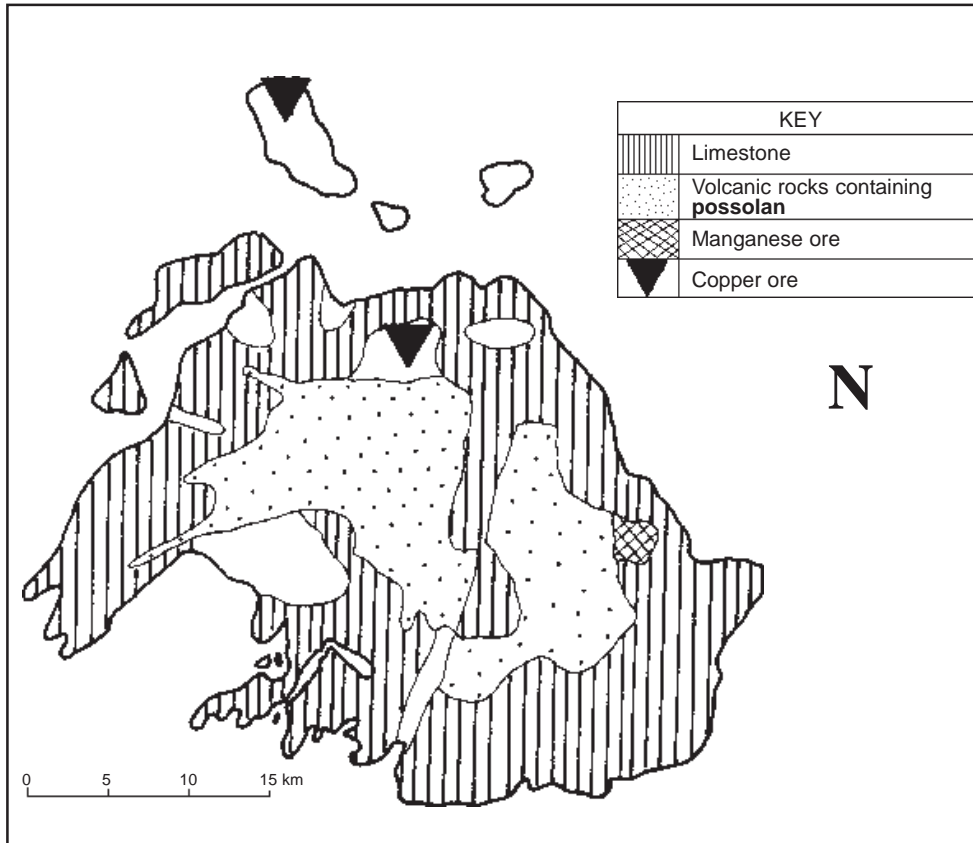 KEY
Limestone
Volcanic rocks containing
possolan
Manganese ore
Copper ore
N
0 5 10 15 km